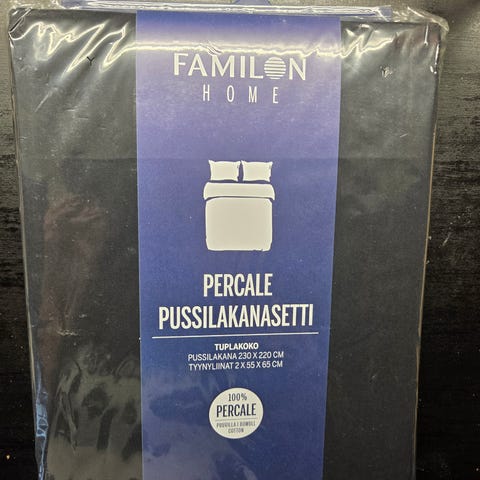 FAMILON
HOME
PERCALE
PUSSILAKANASETTI
TUPLAKOKO
PUSSILAKANA 230 X 220 CM
TYYNYLIINAT 2 X 55 X 65 CM
100%
PERCALE
PUUVILLA / BOMULL
COTTON